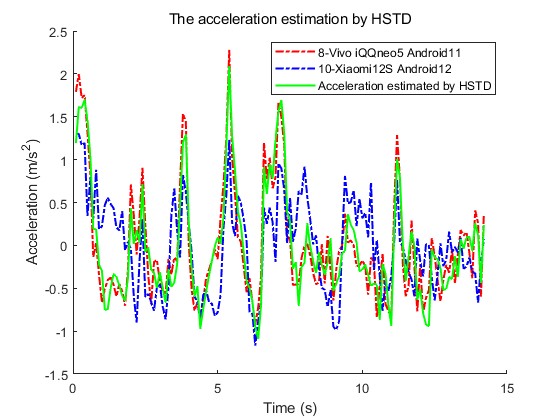 The acceleration estimation by HSTD
8-Vivo iQQneo5 Android11
10-Xiaomi12S Android12
Acceleration estimated by HSTD
Acceleration (m/s²)
2.5
2
1.5
1
0.5
0
-0.5
-1
-1.5
0
5
10
15
Time (s)